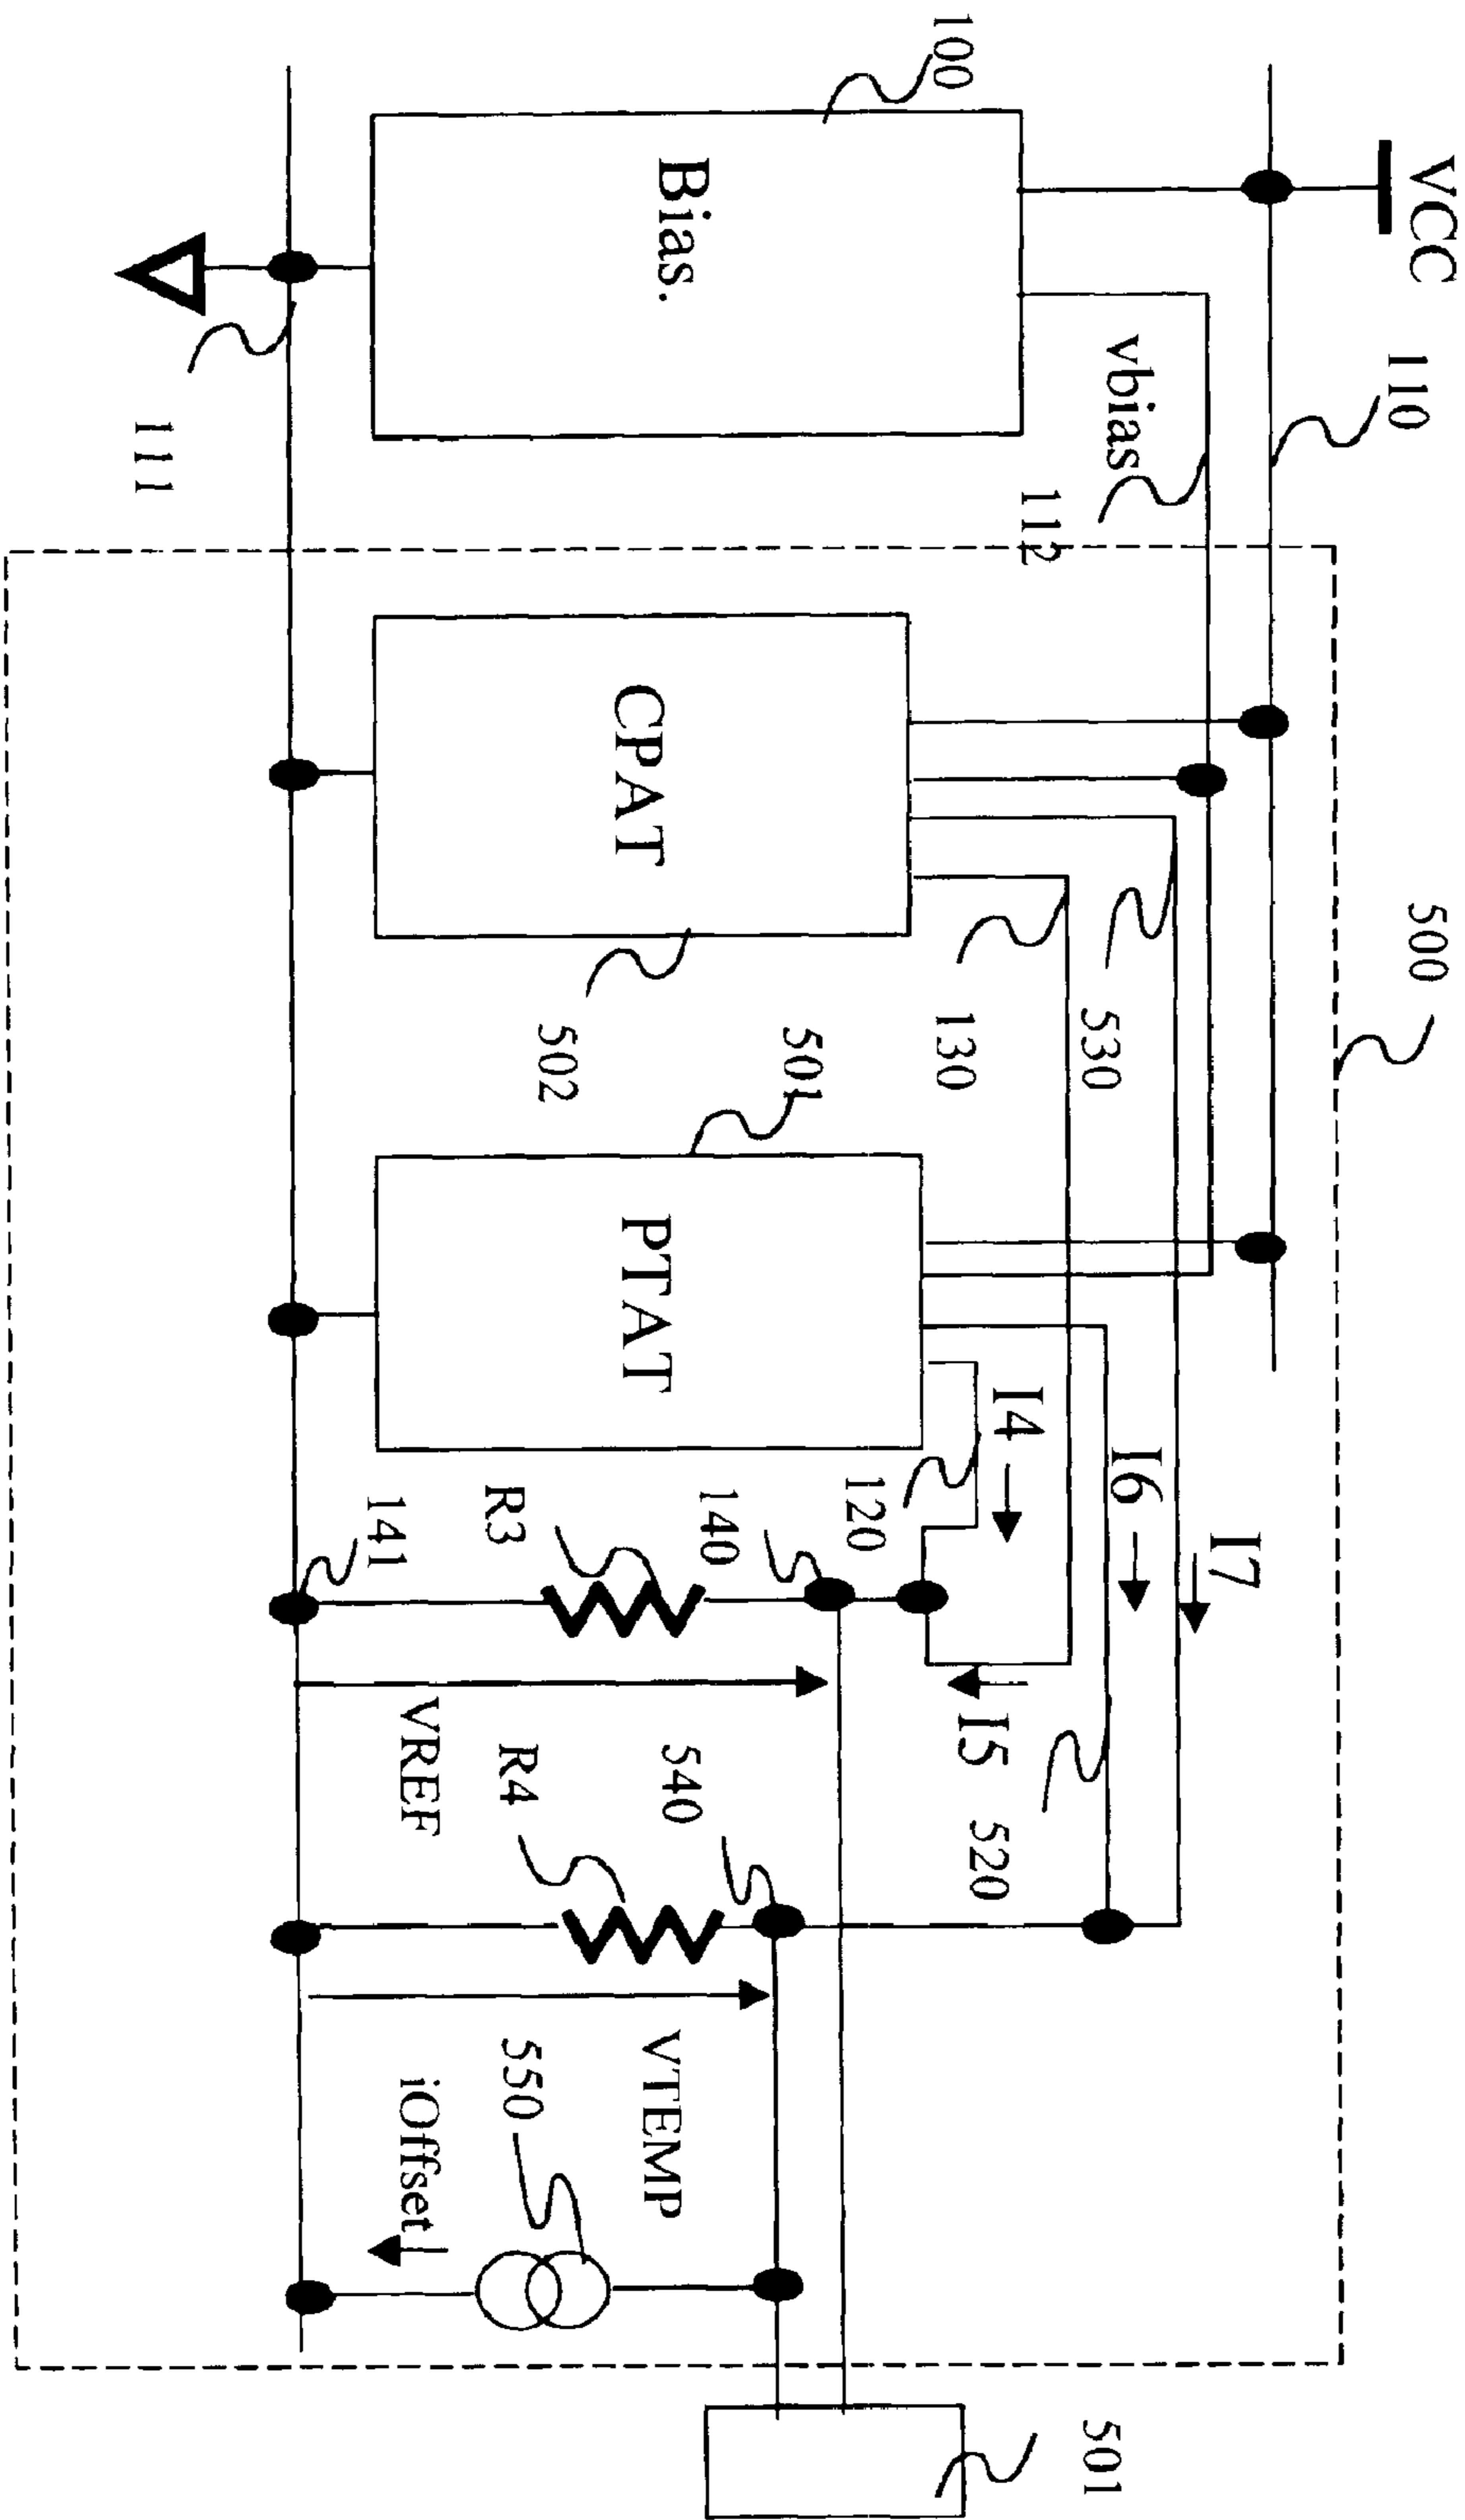 VCC
110
500
I7
vbias
112
530
I6
520
130
I4
I5
100
120
501
501
Bias.
CPAT
PTAT
140
540
VTEMP
502
R3
R4
550
VREF
iOffset
141
111